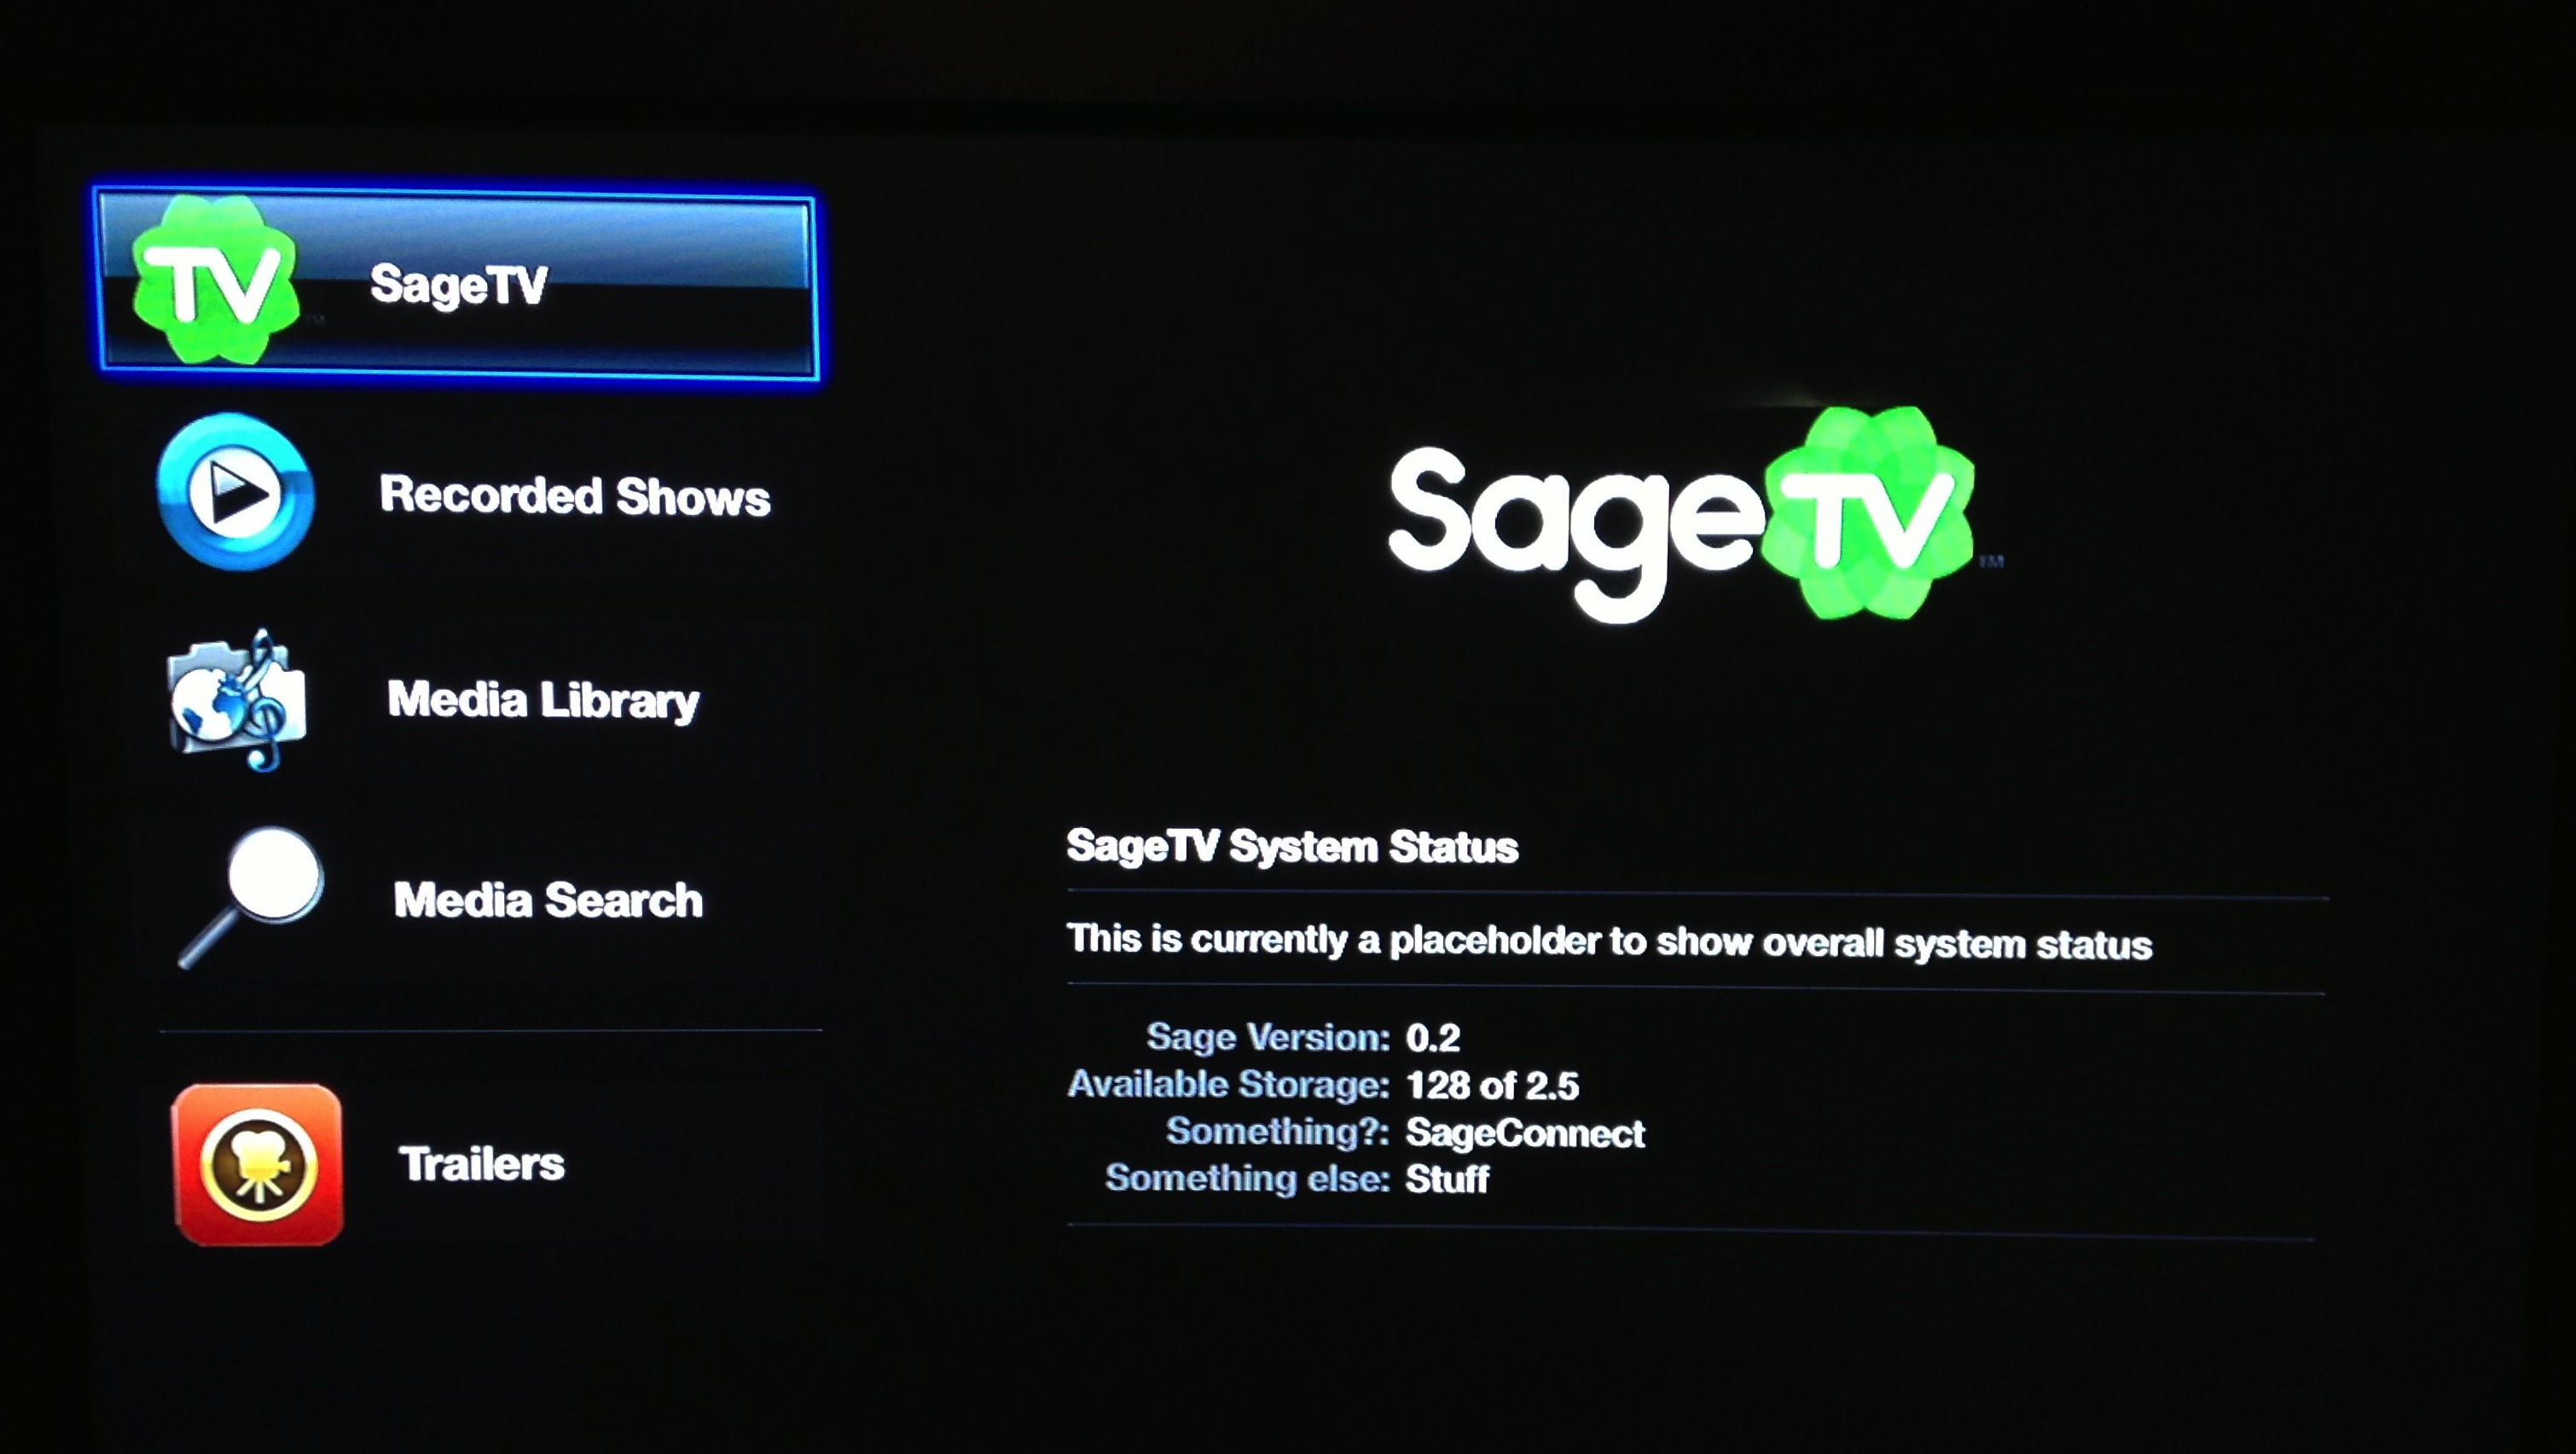 TV
SageTV
Recorded Shows
Media Library
Media Search
Trailers
SageTV
TM
SageTV System Status
This is currently a placeholder to show overall system status
Sage Version: 0.2
Available Storage: 128 of 2.5
Something?: SageConnect
Something else: Stuff